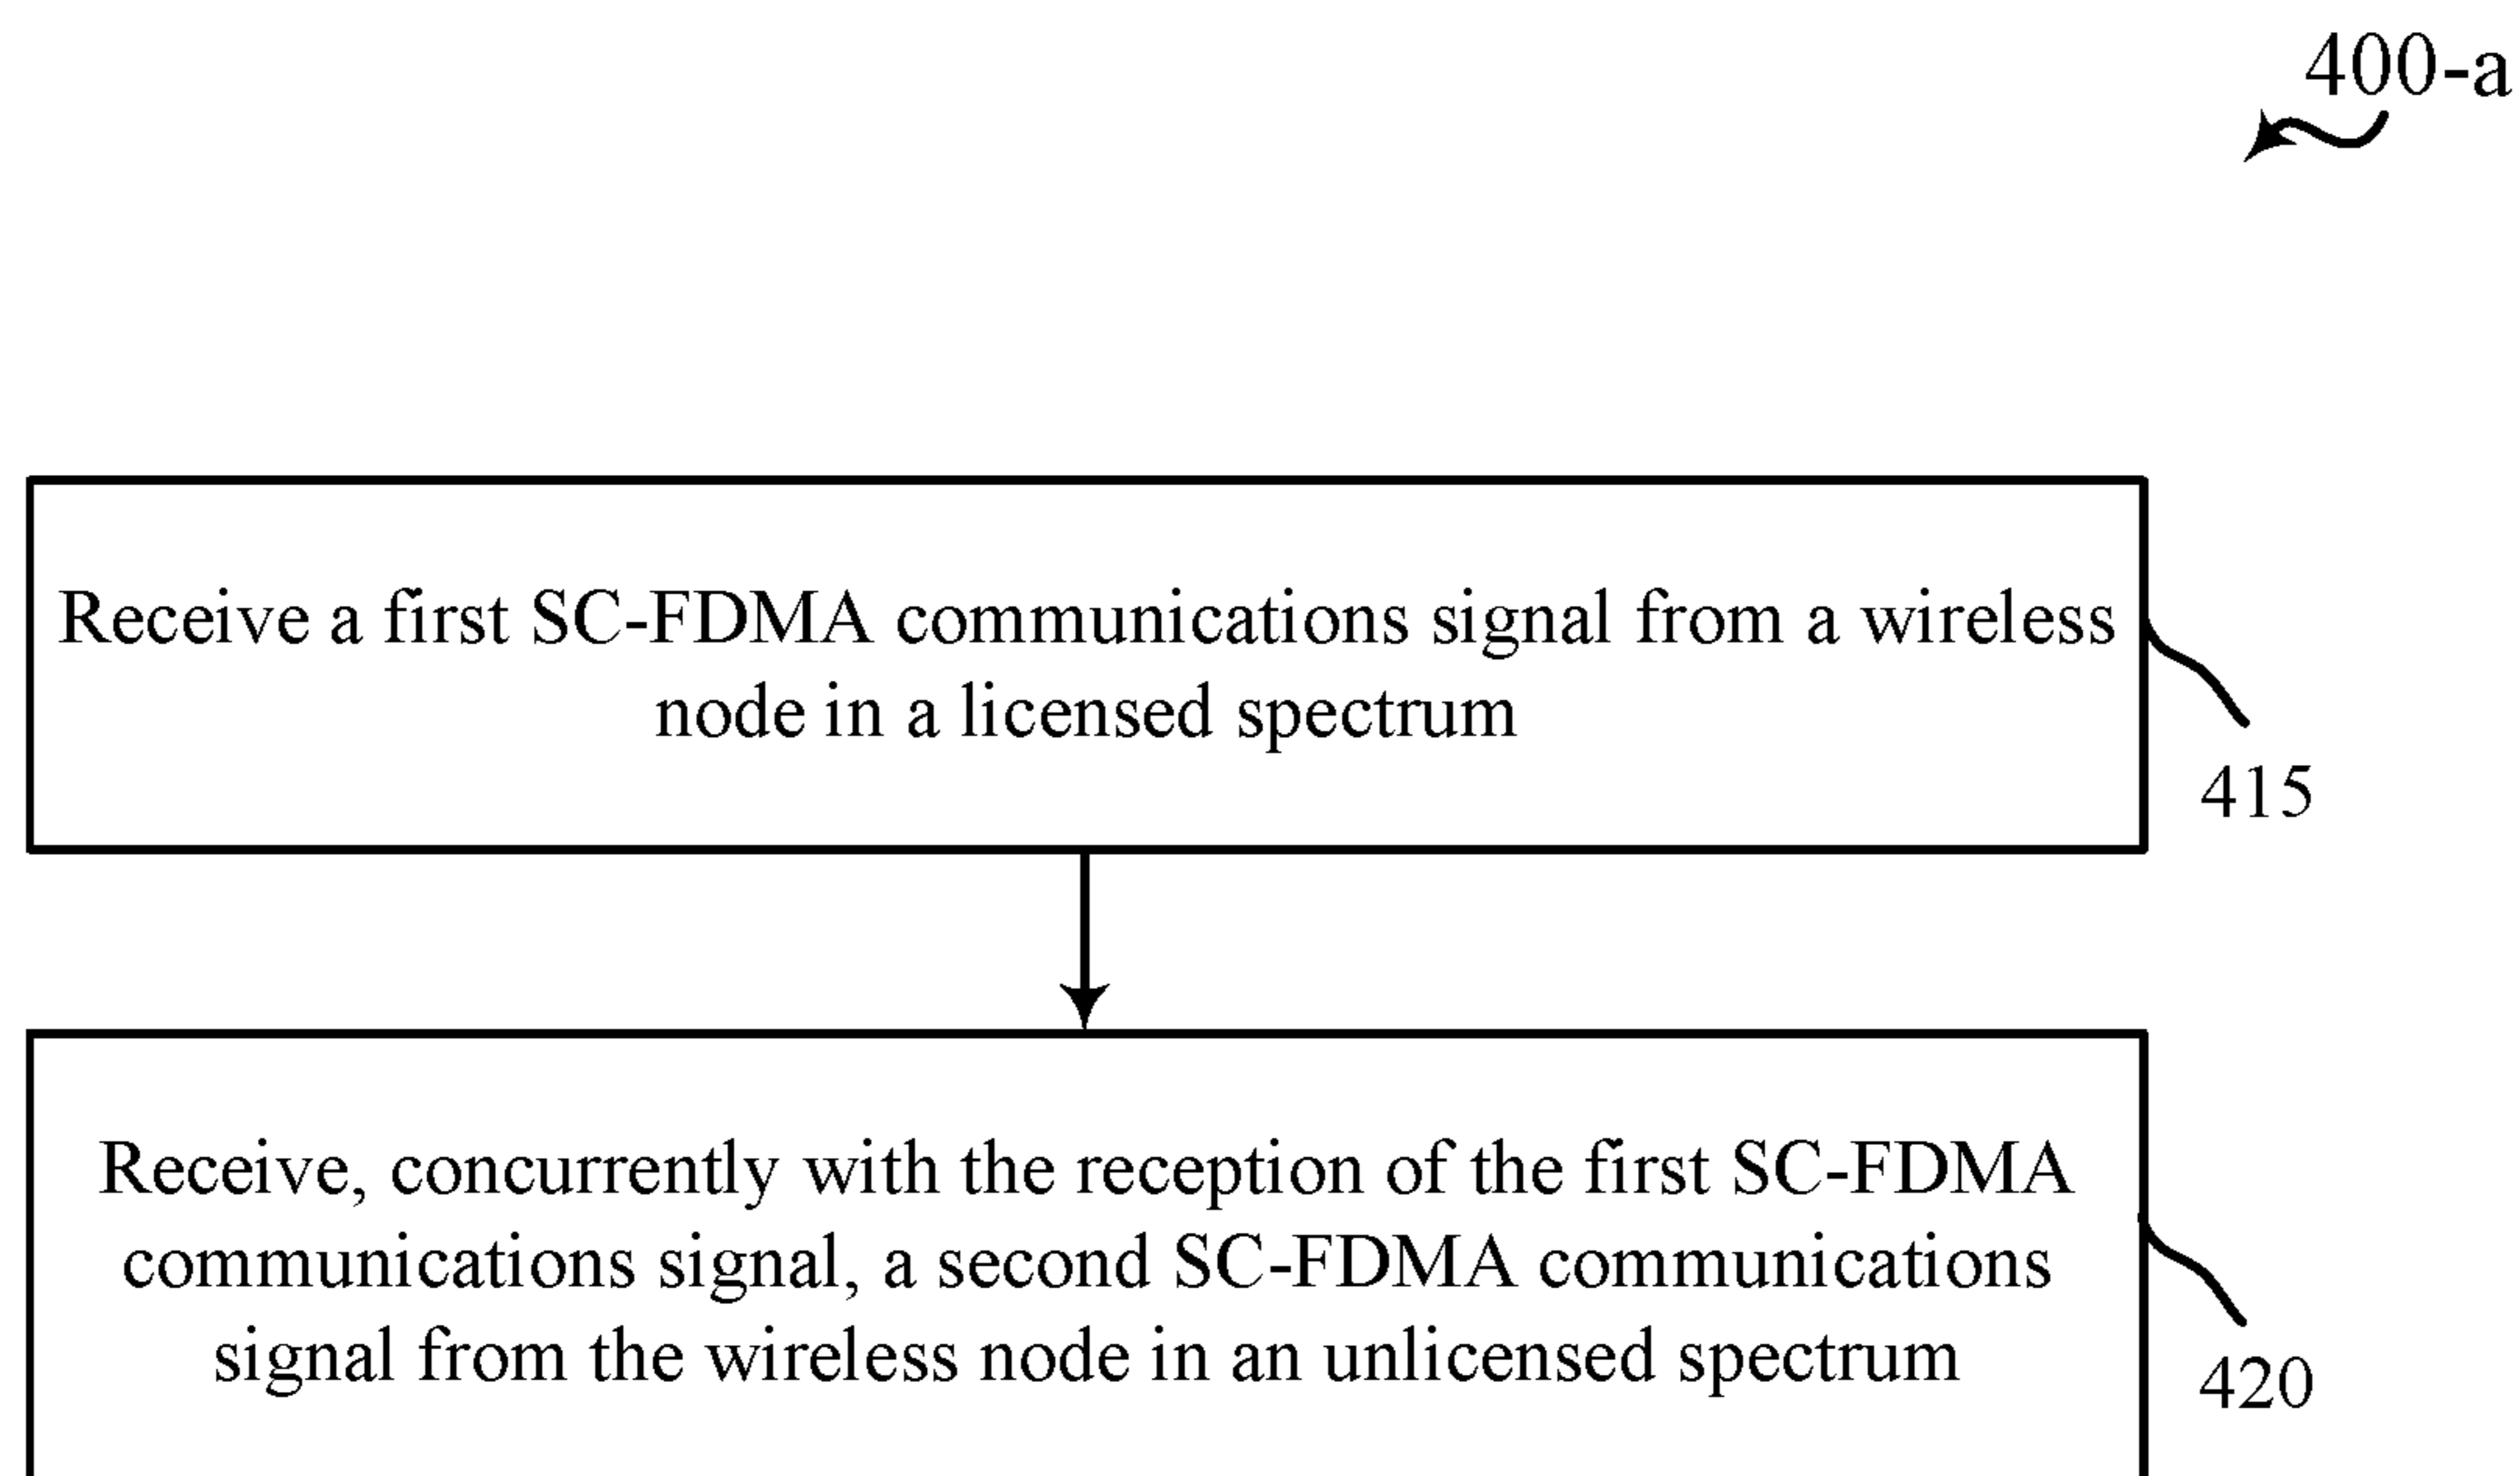 400-a
Receive a first SC-FDMA communications signal from a wireless
node in a licensed spectrum
415
Receive, concurrently with the reception of the first SC-FDMA
communications signal, a second SC-FDMA communications
signal from the wireless node in an unlicensed spectrum
420